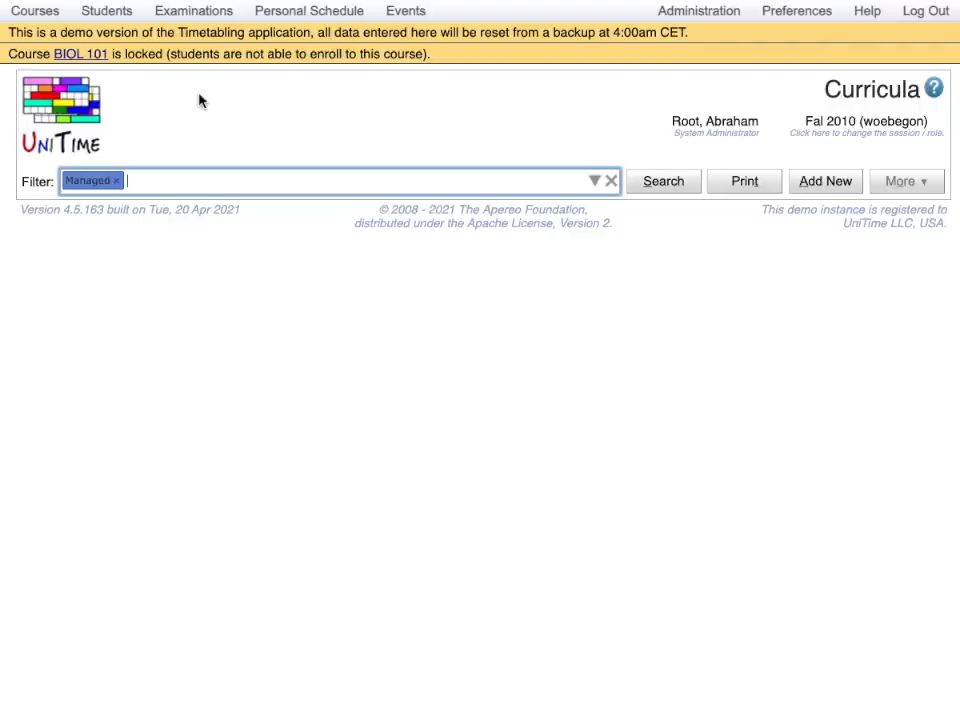 Courses Students Examinations Personal Schedule Events Administration Preferences Help Log Out
This is a demo version of the Timetabling application, all data entered here will be reset from a backup at 4:00am CET.
Course BIOL 101 is locked (students are not able to enroll to this course).
UniTime
Curricula ?
Root, Abraham
System Administrator
Fal 2010 (woebegon)
Click here to change the session / role.
Filter: Managed × Search Print Add New More ▼
Version 4.5.163 built on Tue, 20 Apr 2021
© 2008 - 2021 The Apereo Foundation,
distributed under the Apache License, Version 2.
This demo instance is registered to
UniTime LLC, USA.